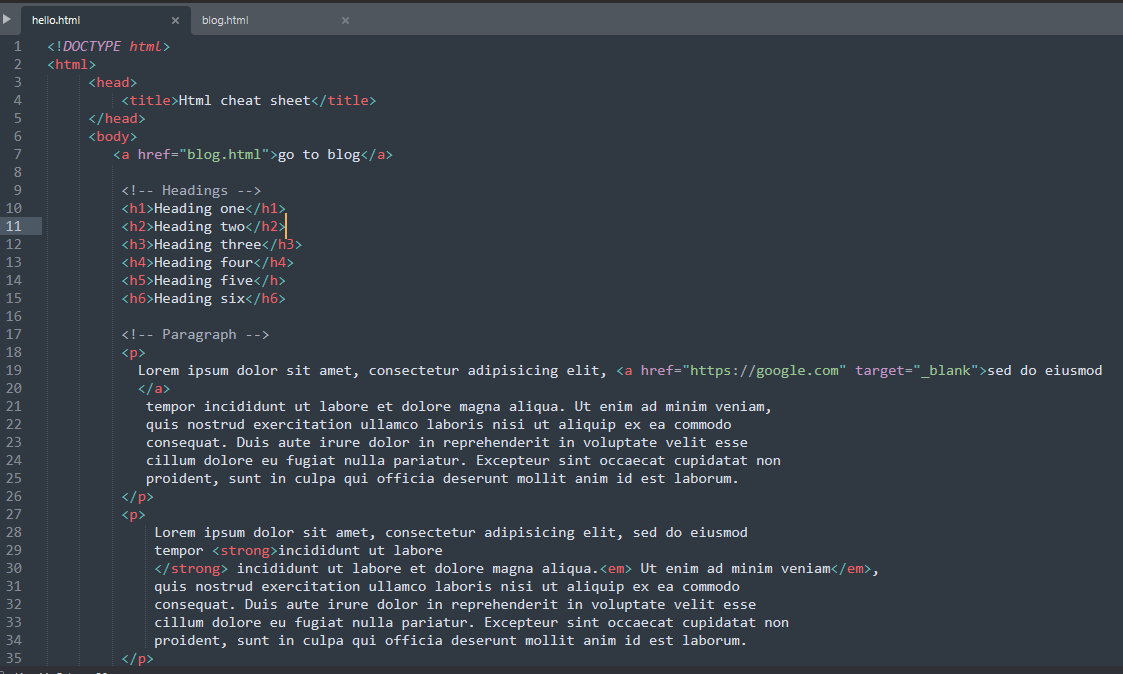 hello.html × blog.html ×
1 <!DOCTYPE html>
2 <html>
3 <head>
4 <title>Html cheat sheet</title>
5 </head>
6 <body>
7 <a href="blog.html">go to blog</a>
8
9 <!-- Headings -->
10 <h1>Heading one</h1>
11 <h2>Heading two</h2>
12 <h3>Heading three</h3>
13 <h4>Heading four</h4>
14 <h5>Heading five</h>
15 <h6>Heading six</h6>
16
17 <!-- Paragraph -->
18 <p>
19 Lorem ipsum dolor sit amet, consectetur adipisicing elit, <a href="https://google.com" target="_blank">sed do eiusmod
20 </a>
21 tempor incididunt ut labore et dolore magna aliqua. Ut enim ad minim veniam,
22 quis nostrud exercitation ullamco laboris nisi ut aliquip ex ea commodo
23 consequat. Duis aute irure dolor in reprehenderit in voluptate velit esse
24 cillum dolore eu fugiat nulla pariatur. Excepteur sint occaecat cupidatat non
25 proident, sunt in culpa qui officia deserunt mollit anim id est laborum.
26 </p>
27 <p>
28 Lorem ipsum dolor sit amet, consectetur adipisicing elit, sed do eiusmod
29 tempor <strong>incididunt ut labore
30 </strong> incididunt ut labore et dolore magna aliqua.<em> Ut enim ad minim veniam</em>,
31 quis nostrud exercitation ullamco laboris nisi ut aliquip ex ea commodo
32 consequat. Duis aute irure dolor in reprehenderit in voluptate velit esse
33 cillum dolore eu fugiat nulla pariatur. Excepteur sint occaecat cupidatat non
34 proident, sunt in culpa qui officia deserunt mollit anim id est laborum.
35 </p>